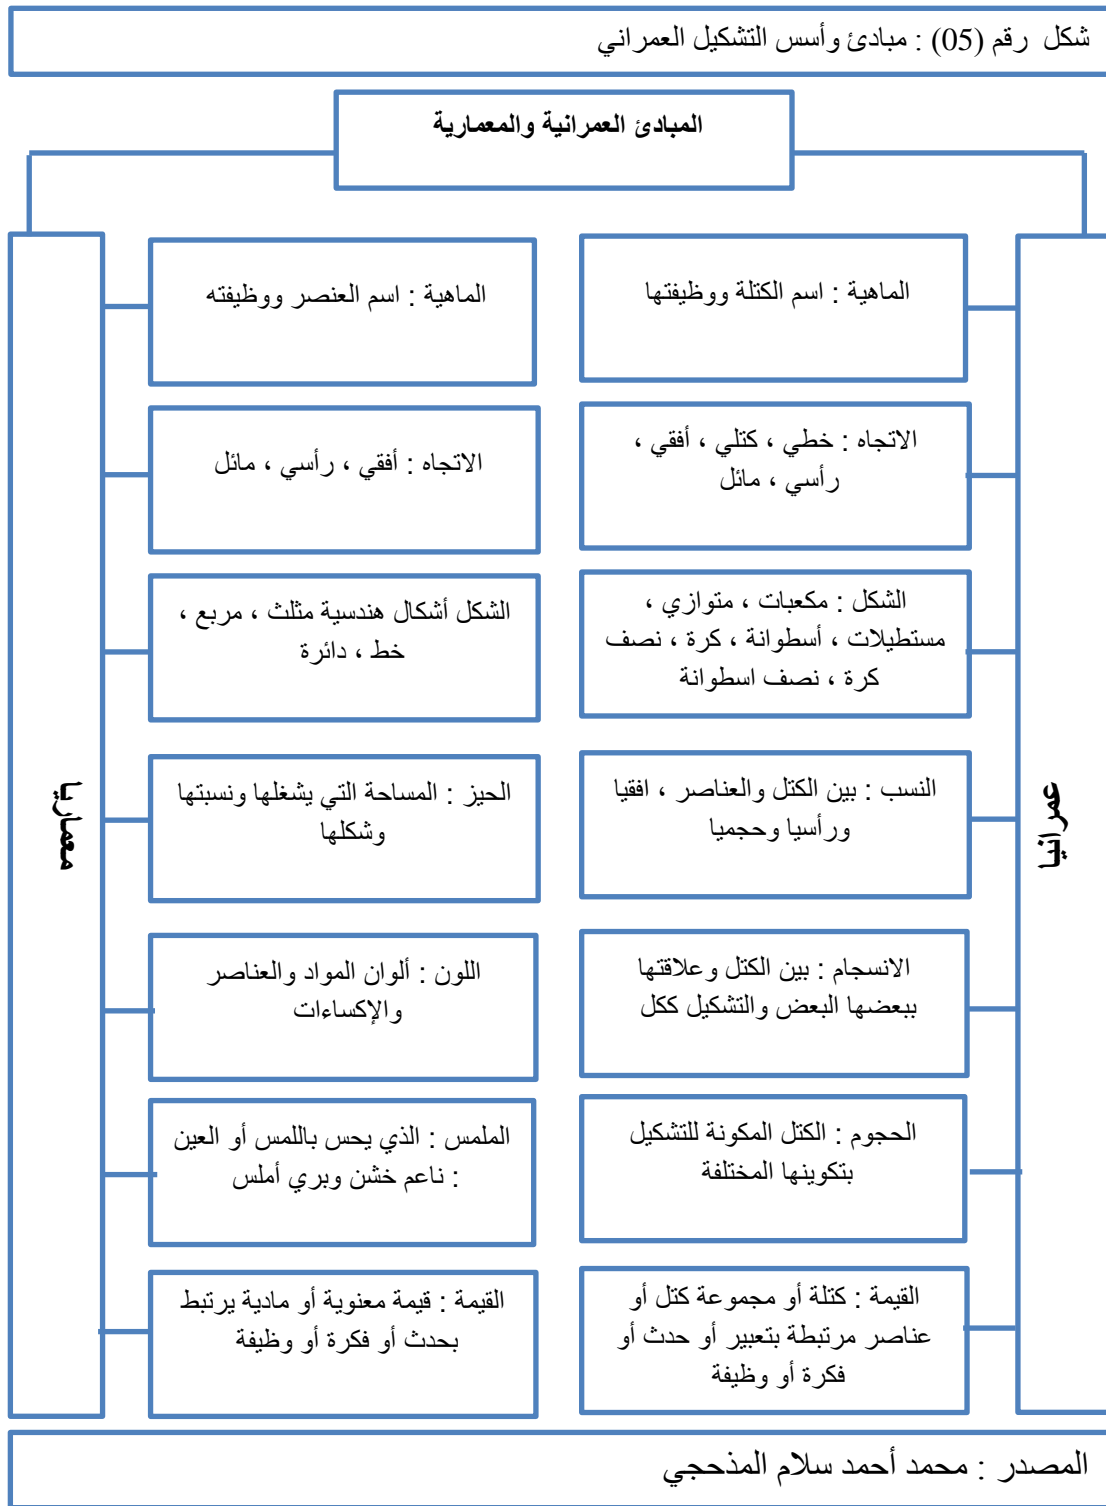 شكل رقم (05) : مبادئ وأسس التشكيل العمراني
المبادئ العمرانية والمعمارية
عمرانيا
الماهية : اسم الكتلة ووظيفتها
الاتجاه : خطي ، كتلي ، أفقي ،
رأسي ، مائل
الشكل : مكعبات ، متوازي ،
مستطيلات ، أسطوانة ، كرة ، نصف
كرة ، نصف اسطوانة
النسب : بين الكتل والعناصر ، افقيا
ورأسيا وحجميا
الانسجام : بين الكتل وعلاقتها
ببعضها البعض والتشكيل ككل
الحجوم : الكتل المكونة للتشكيل
بتكوينها المختلفة
القيمة : كتلة أو مجموعة كتل أو
عناصر مرتبطة بتعبير أو حدث أو
فكرة أو وظيفة
معماريا
الماهية : اسم العنصر ووظيفته
الاتجاه : أفقي ، رأسي ، مائل
الشكل أشكال هندسية مثلث ، مربع ،
خط ، دائرة
الحيز : المساحة التي يشغلها ونسبتها
وشكلها
اللون : ألوان المواد والعناصر
والإكساءات
الملمس : الذي يحس باللمس أو العين
: ناعم خشن وبري أملس
القيمة : قيمة معنوية أو مادية يرتبط
بحدث أو فكرة أو وظيفة
المصدر : محمد أحمد سلام المذحجي